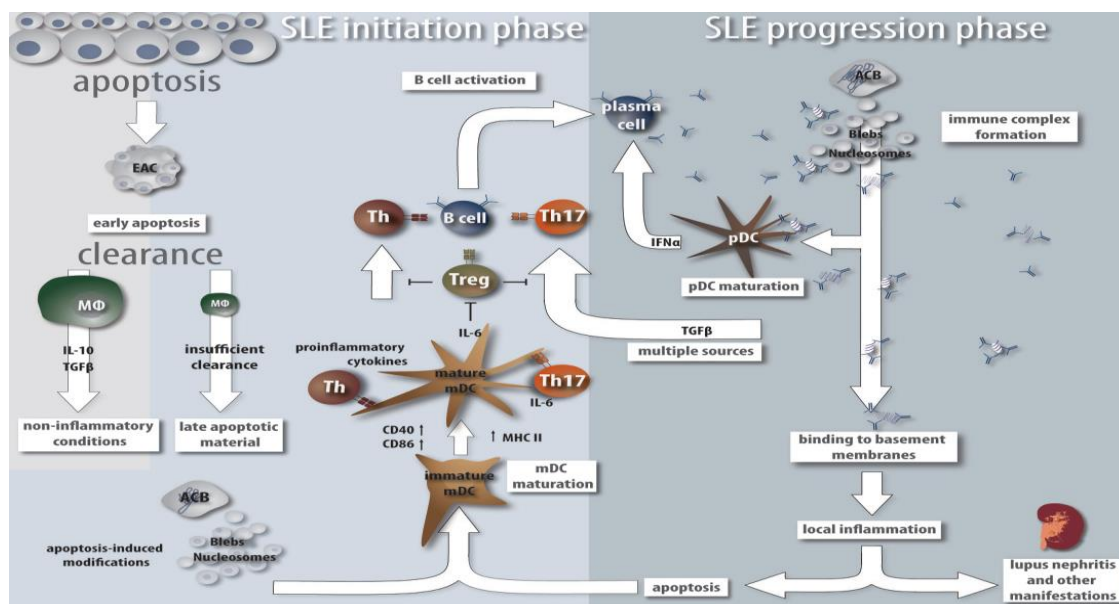 SLE initiation phase
SLE progression phase
apoptosis
EAC
early apoptosis
clearance
MΦ
IL-10
TGFβ
non-inflammatory
conditions
MΦ
insufficient
clearance
late apoptotic
material
ACB
Blebs
Nucleosomes
apoptosis-induced
modifications
B cell activation
Th
B cell
Th17
Treg
IL-6
proinflammatory
cytokines
Th
mature
mDC
Th17
IL-6
CD40 ↑
CD86 ↑
↑ MHC II
immature
mDC
mDC
maturation
plasma
cell
IFNα
pDC
pDC maturation
TGFβ
multiple sources
ACB
Blebs
Nucleosomes
immune complex
formation
binding to basement
membranes
local inflammation
apoptosis
lupus nephritis
and other
manifestations